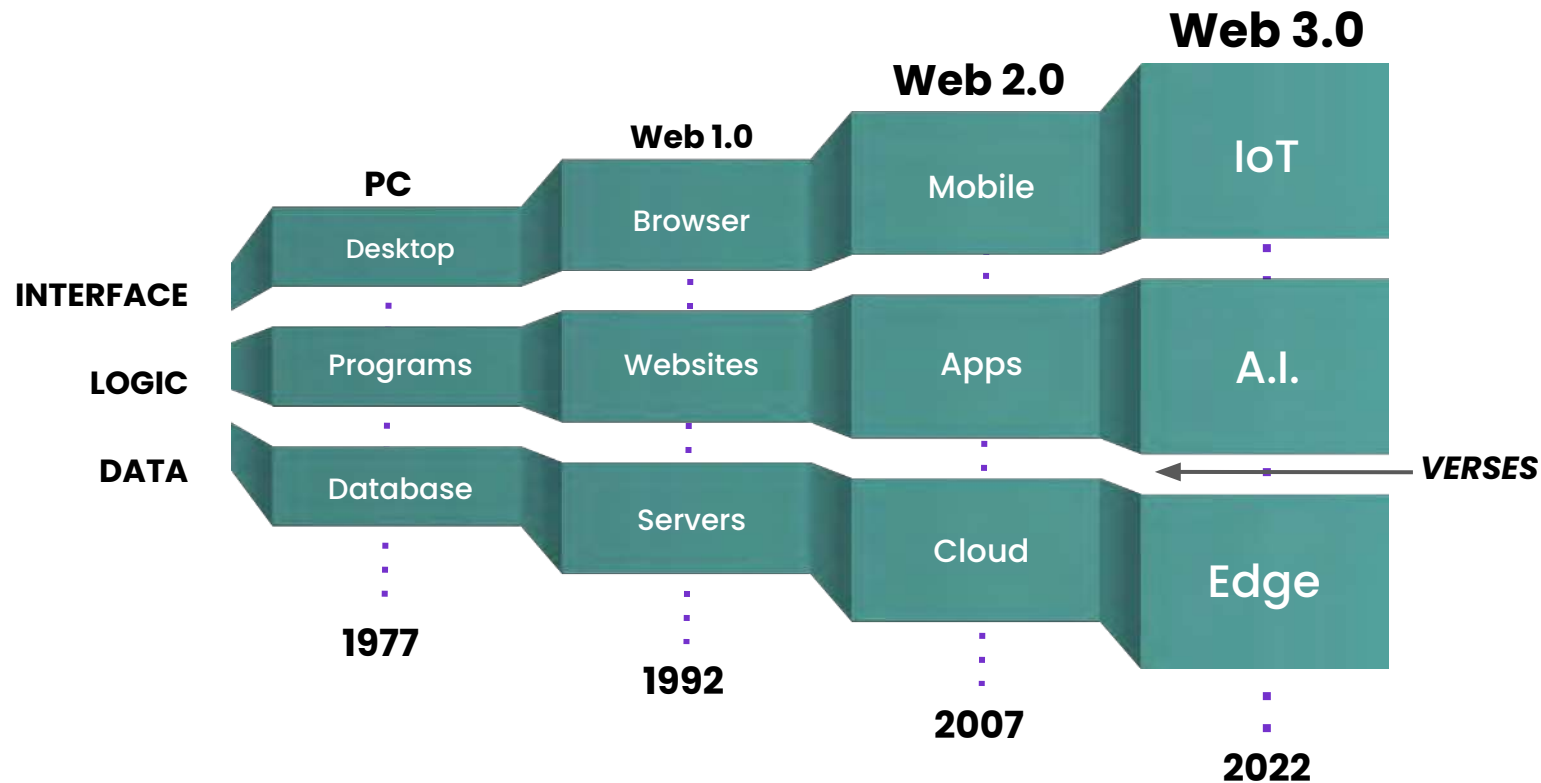 Web 3.0
Web 2.0
Web 1.0
PC
INTERFACE
Desktop
Browser
Mobile
IoT
LOGIC
Programs
Websites
Apps
A.I.
DATA
Database
Servers
Cloud
Edge
VERSES
1977
1992
2007
2022